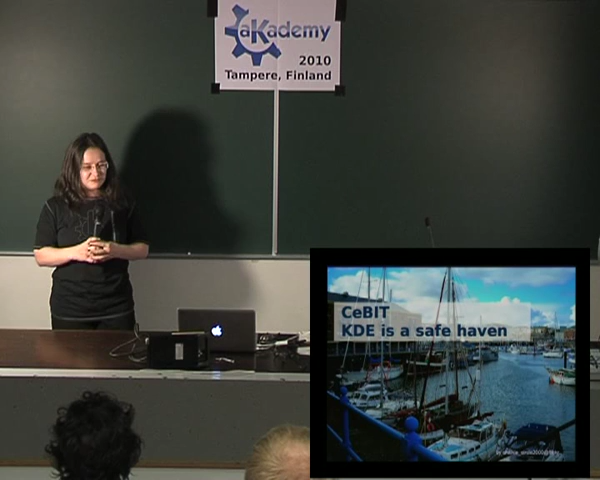 aKademy
2010
Tampere, Finland
CeBIT
KDE is a safe haven